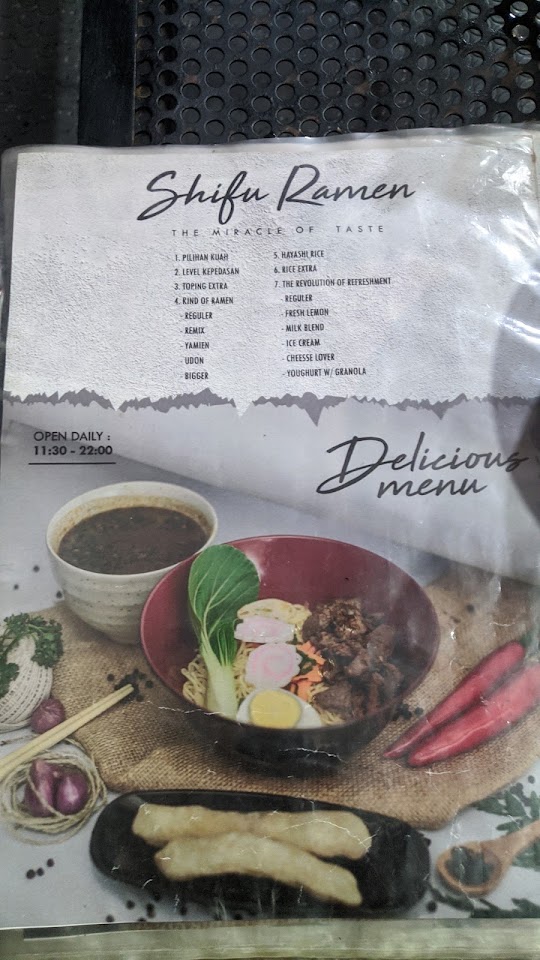 Shifu Ramen
THE MIRACLE OF TASTE
1. PILIHAN KUAH
2. LEVEL KEPEDASAN
3. TOPING EXTRA
4. KIND OF RAMEN
- REGULER
- REMIX
- YAMIEN
UDON
BIGGER
5. HAYASHI RICE
6. RICE EXTRA
7. THE REVOLUTION OF REFRESHMENT
REGULER
- FRESH LEMON
- MILK BLEND
- ICE CREAM
- CHEESSE LOVER
- YOUGHURT W/ GRANOLA
OPEN DAILY :
11:30 - 22:00
Delicious
menu